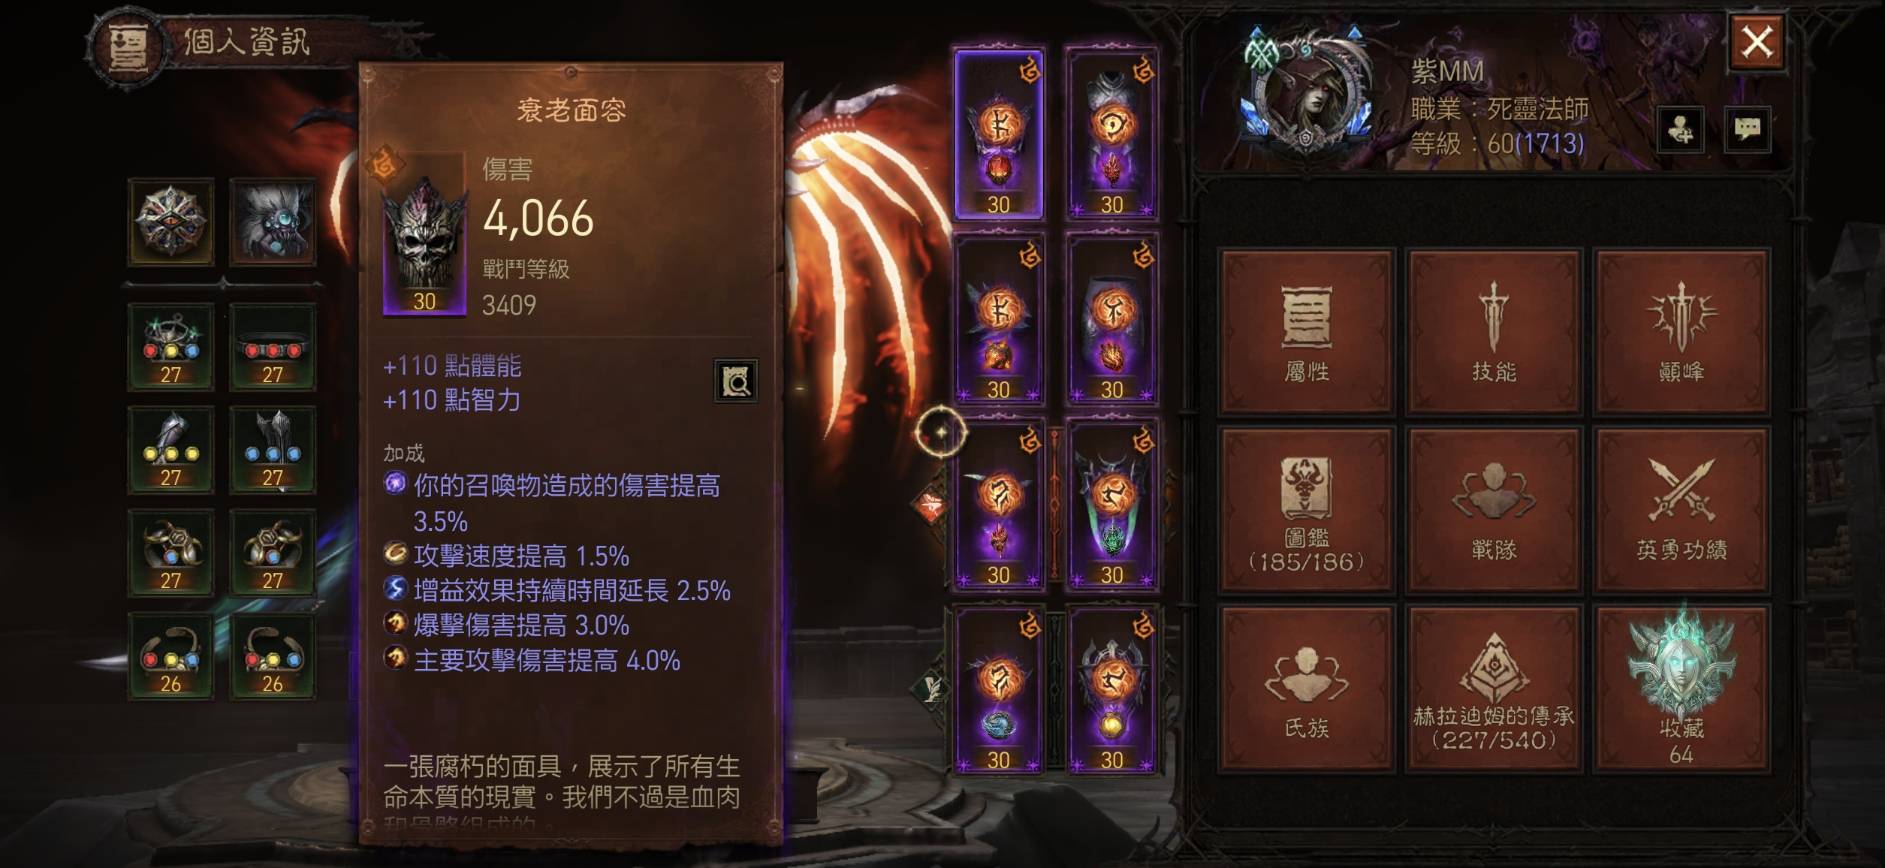 個人資訊
衰老面容
傷害
4,066
戰鬥等級
3409
30
+110 點體能
+110 點智力
加成
你的召喚物造成的傷害提高
3.5%
攻擊速度提高 1.5%
增益效果持續時間延長 2.5%
爆擊傷害提高 3.0%
主要攻擊傷害提高 4.0%
一張腐朽的面具，展示了所有生
命本質的現實。我們不過是血肉
和骨骼組成的。
27
27
27
27
27
27
26
26
30
30
30
30
30
30
30
30
紫MM
職業：死靈法師
等級：60(1713)
屬性
技能
巔峰
圖鑑
(185/186)
戰隊
英勇功績
氏族
赫拉迪姆的傳承
(227/540)
收藏
64